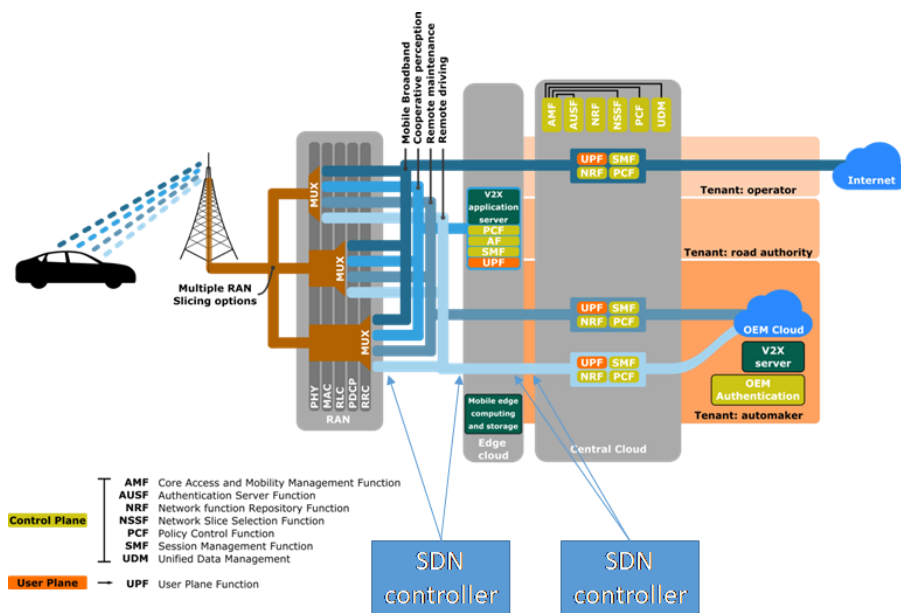 Mobile Broadband
Cooperative perception
Remote maintenance
Remote driving
AMF
AUSF
NRF
NSSF
PCF
UDM
MUX
MUX
MUX
Multiple RAN
Slicing options
PHY
MAC
RLC
PDCP
RRC
RAN
V2X
application
server
PCF
AF
SMF
UPF
Mobile edge
computing
and storage
Edge
cloud
UPF SMF
NRF PCF
UPF SMF
NRF PCF
UPF SMF
NRF PCF
Central Cloud
Internet
Tenant: operator
Tenant: road authority
OEM Cloud
V2X
server
OEM
Authentication
Tenant: automaker
Control Plane
AMF Core Access and Mobility Management Function
AUSF Authentication Server Function
NRF Network function Repository Function
NSSF Network Slice Selection Function
PCF Policy Control Function
SMF Session Management Function
UDM Unified Data Management
User Plane → UPF User Plane Function
SDN
controller
SDN
controller